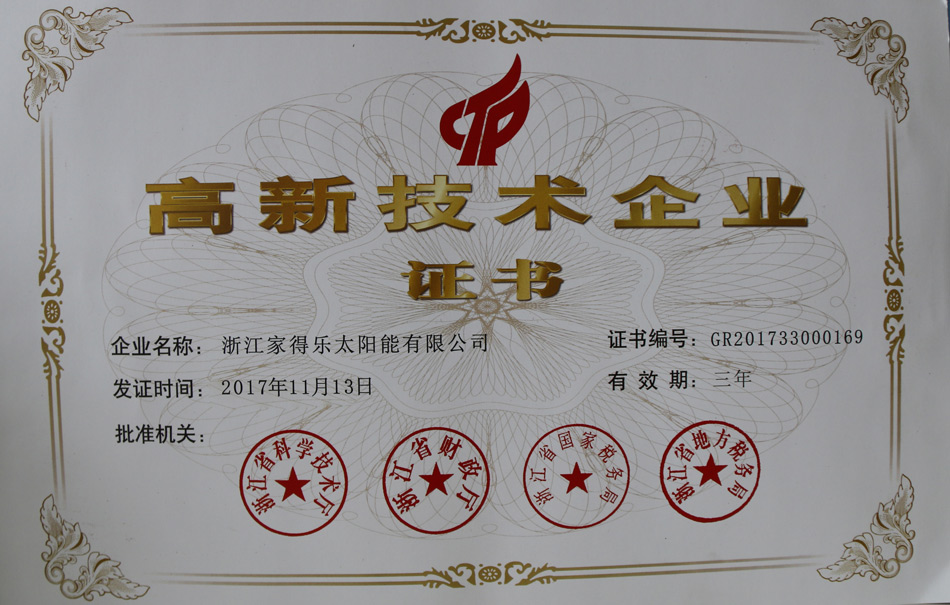 高新技术企业
证书
企业名称：浙江家得乐太阳能有限公司
证书编号：GR201733000169
发证时间：2017年11月13日
有效期：三年
批准机关：
浙江省科学技术厅
浙江省财政厅
浙江省国家税务局
浙江省地方税务局